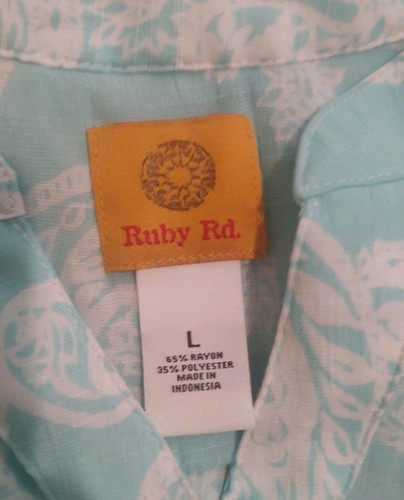 Ruby Rd.
L
65% RAYON
35% POLYESTER
MADE IN
INDONESIA